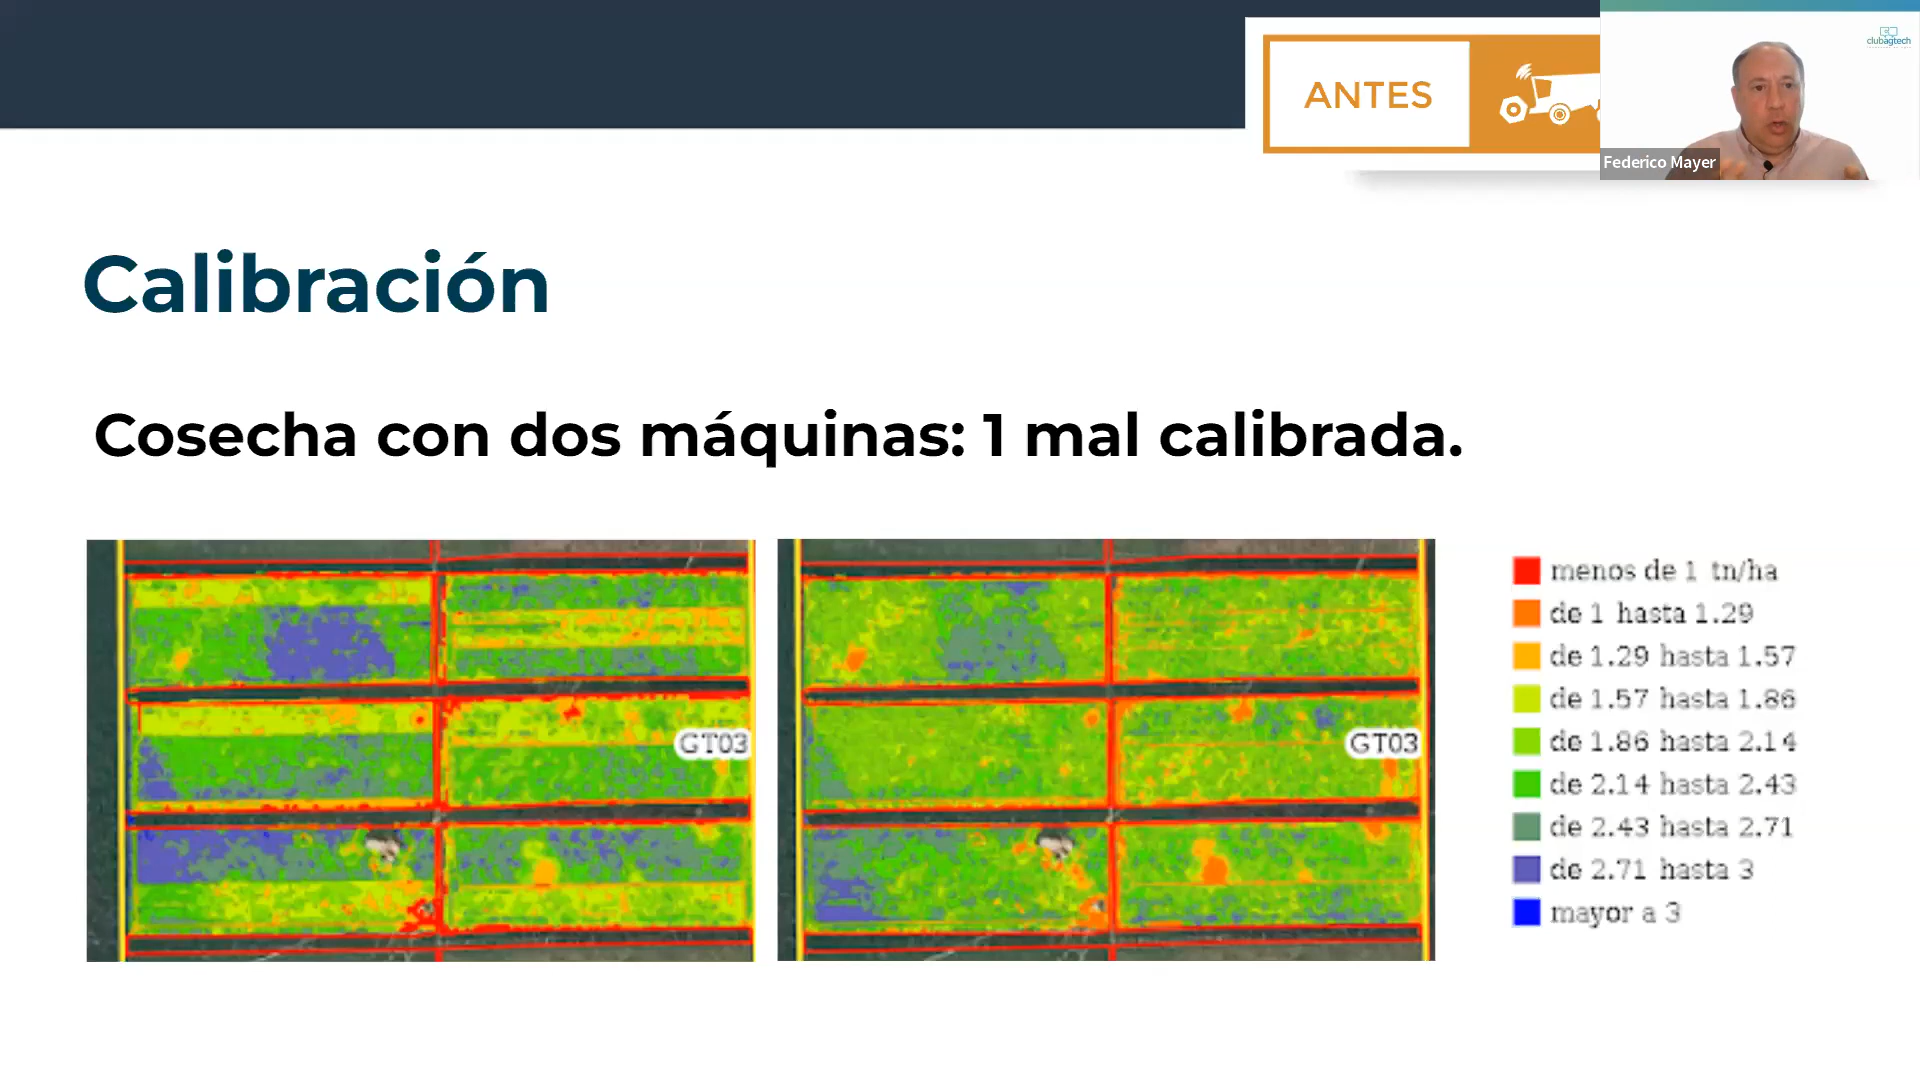 ANTES
clubagtech
Federico Mayer
Calibración
Cosecha con dos máquinas: 1 mal calibrada.
GT03
GT03
menos de 1 tn/ha
de 1 hasta 1.29
de 1.29 hasta 1.57
de 1.57 hasta 1.86
de 1.86 hasta 2.14
de 2.14 hasta 2.43
de 2.43 hasta 2.71
de 2.71 hasta 3
mayor a 3